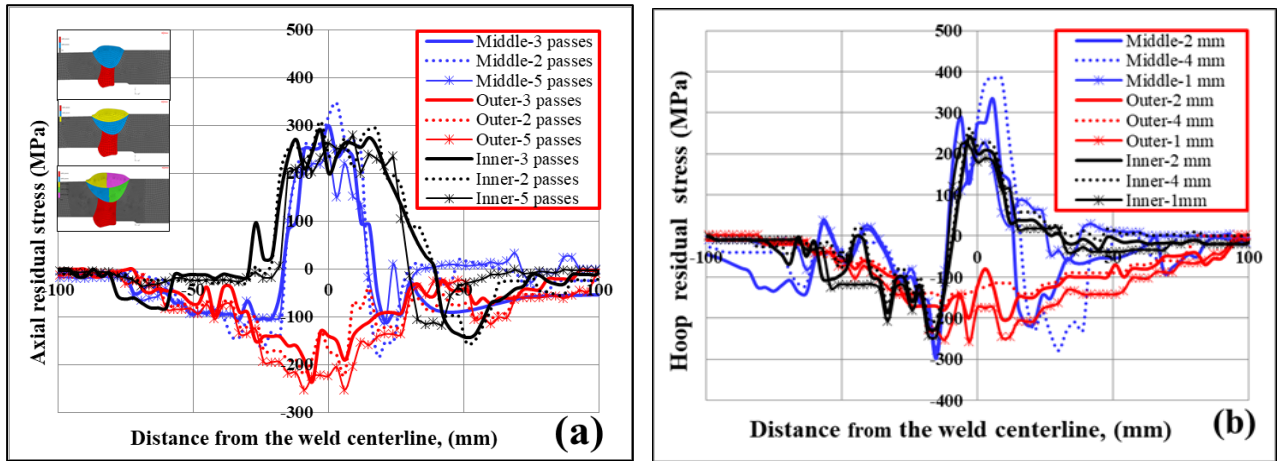 500
400
300
200
100
0
-100
-200
-300
-100
-50
0
50
100
Axial residual stress (MPa)
Middle-3 passes
Middle-2 passes
Middle-5 passes
Outer-3 passes
Outer-2 passes
Outer-5 passes
Inner-3 passes
Inner-2 passes
Inner-5 passes
Distance from the weld centerline, (mm)
(a)
500
400
300
200
100
0
-100
-200
-300
-400
-100
50
100
Hoop residual stress (MPa)
Middle-2 mm
Middle-4 mm
Middle-1 mm
Outer-2 mm
Outer-4 mm
Outer-1 mm
Inner-2 mm
Inner-4 mm
Inner-1mm
Distance from the weld centerline, (mm)
(b)